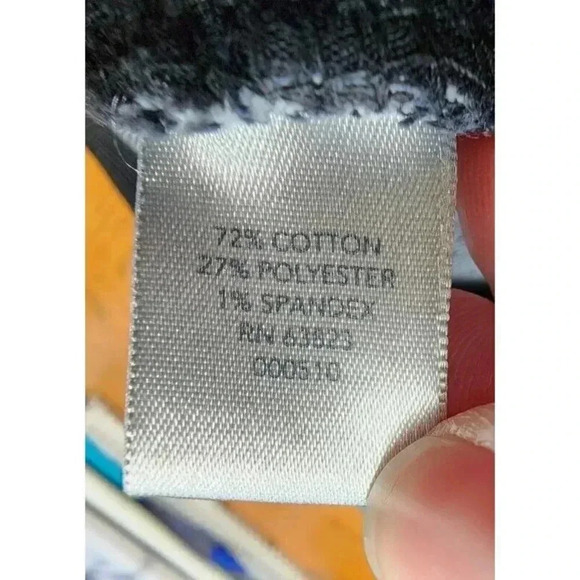 72% COTTON
27% POLYESTER
1% SPANDEX
RN 63823
000510